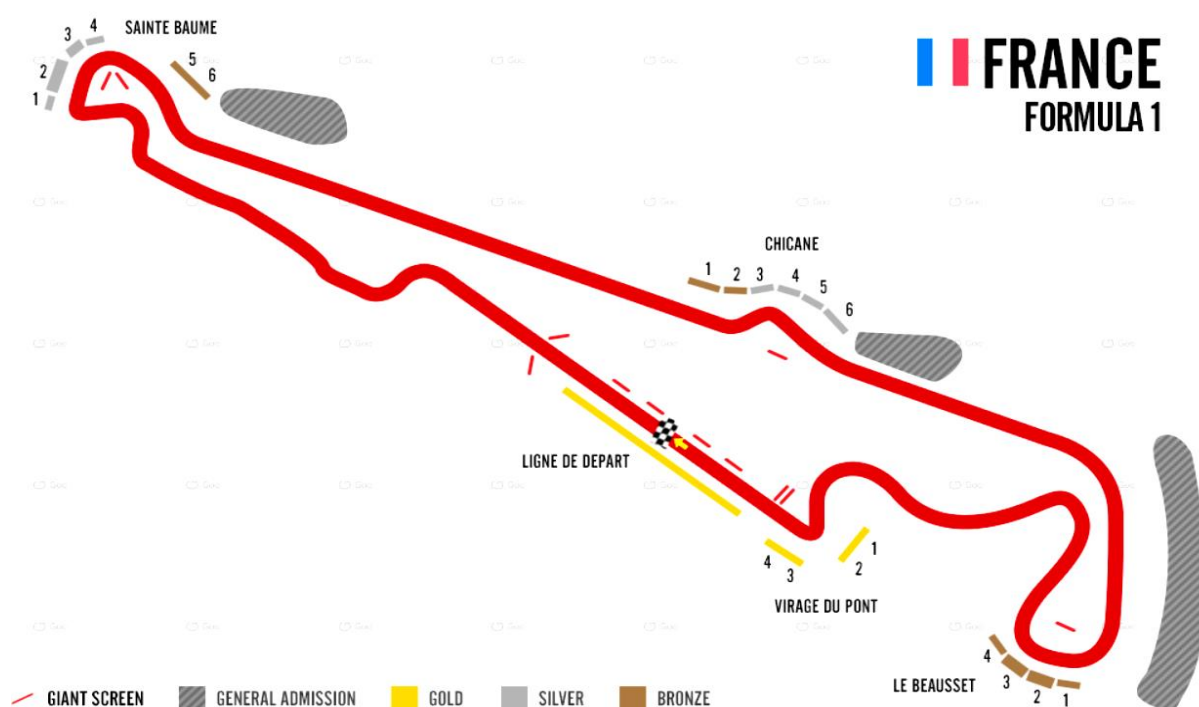 SAINTE BAUME
1
2
3
4
5
6
FRANCE
FORMULA 1
CHICANE
1
2
3
4
5
6
LIGNE DE DEPART
4
3
1
2
VIRAGE DU PONT
4
3
2
1
LE BEAUSSET
GIANT SCREEN
GENERAL ADMISSION
GOLD
SILVER
BRONZE